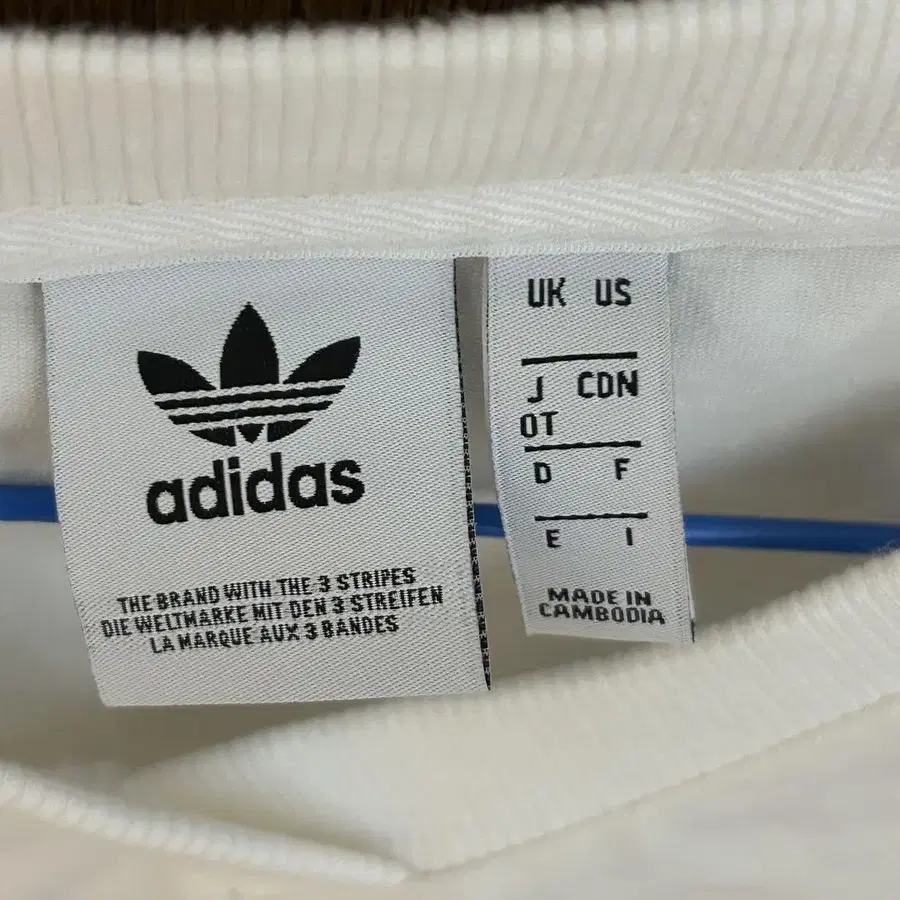 adidas
THE BRAND WITH THE 3 STRIPES
DIE WELTMARKE MIT DEN 3 STREIFEN
LA MARQUE AUX 3 BANDES
UK US
J CDN
OT
D F
E I
MADE IN
CAMBODIA